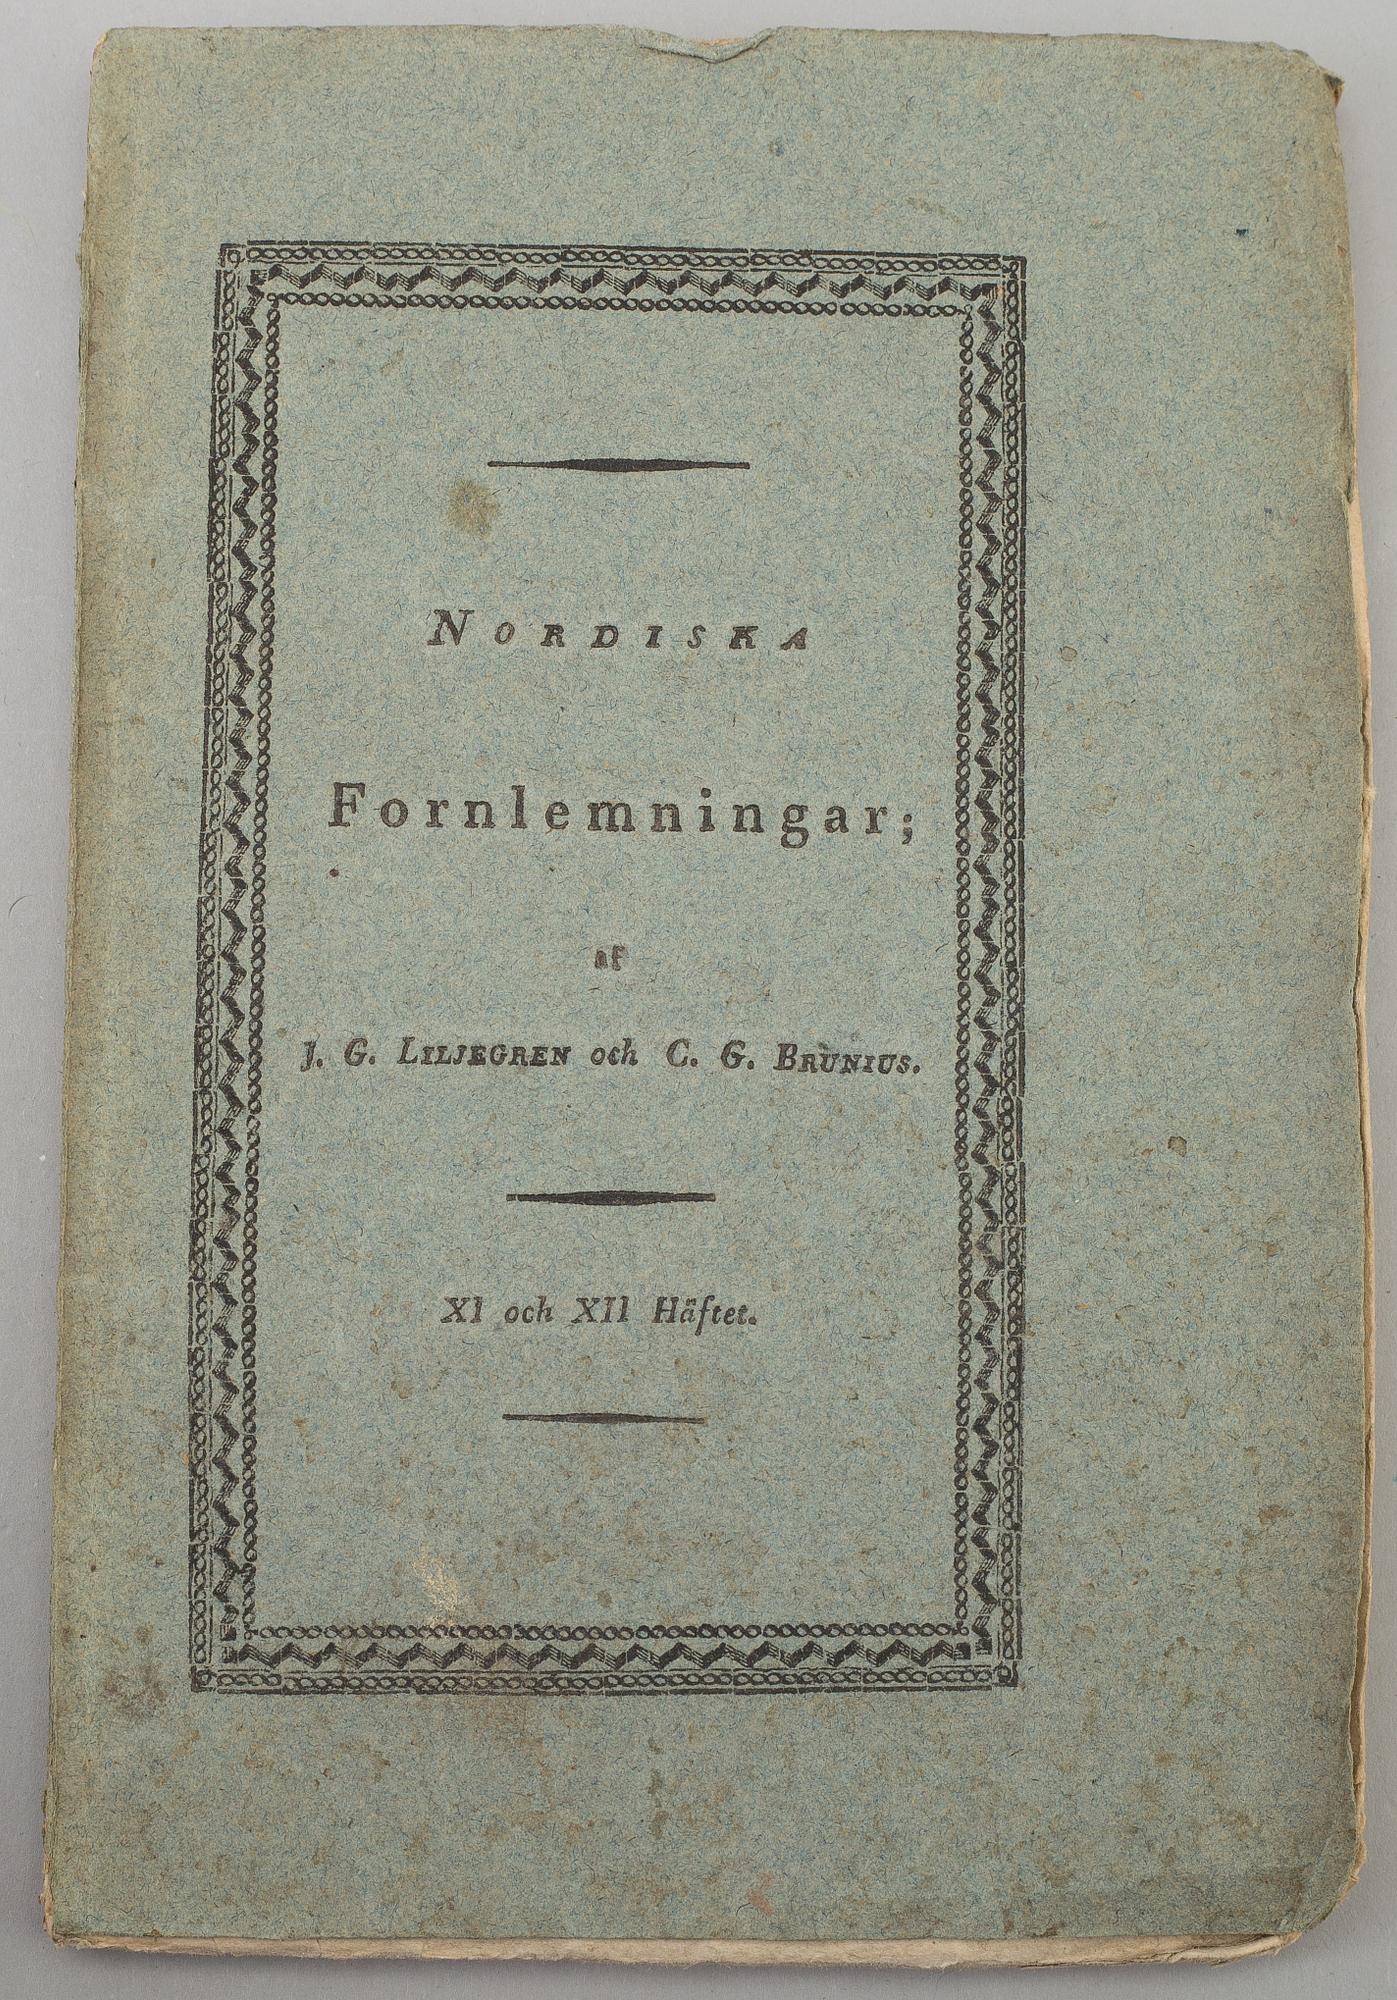 NORDISKA
Fornlemningar;
af
J. G. LILJEGREN och C. G. BRUNIUS.
XI och XII Häftet.